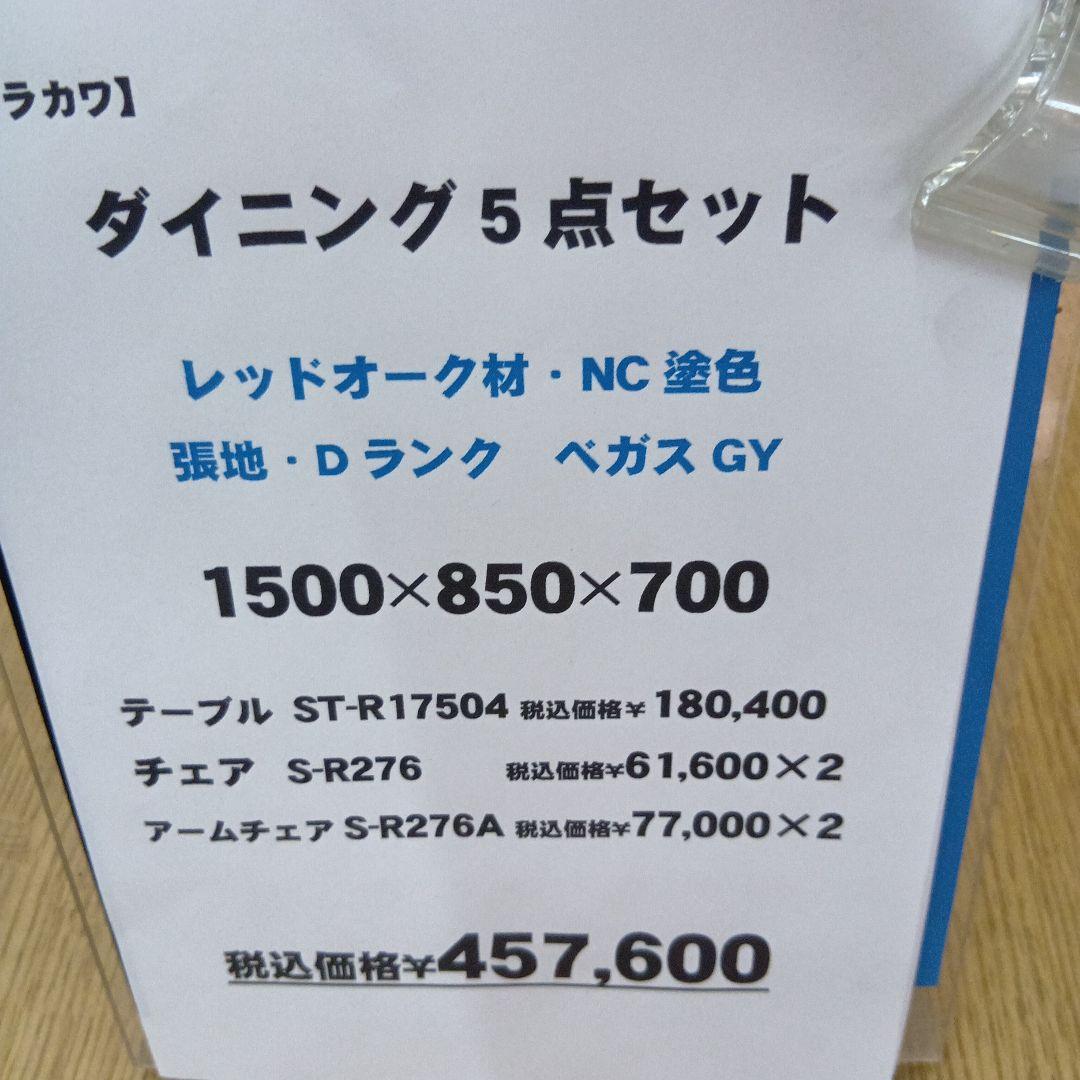 ラカワ】
ダイニング5点セット
レッドオーク材・NC塗色
張地・Dランク　ベガスGY
1500×850×700
テーブル ST-R17504 税込価格¥180,400
チェア S-R276 税込価格¥61,600×2
アームチェア S-R276A 税込価格¥77,000×2
税込価格¥457,600